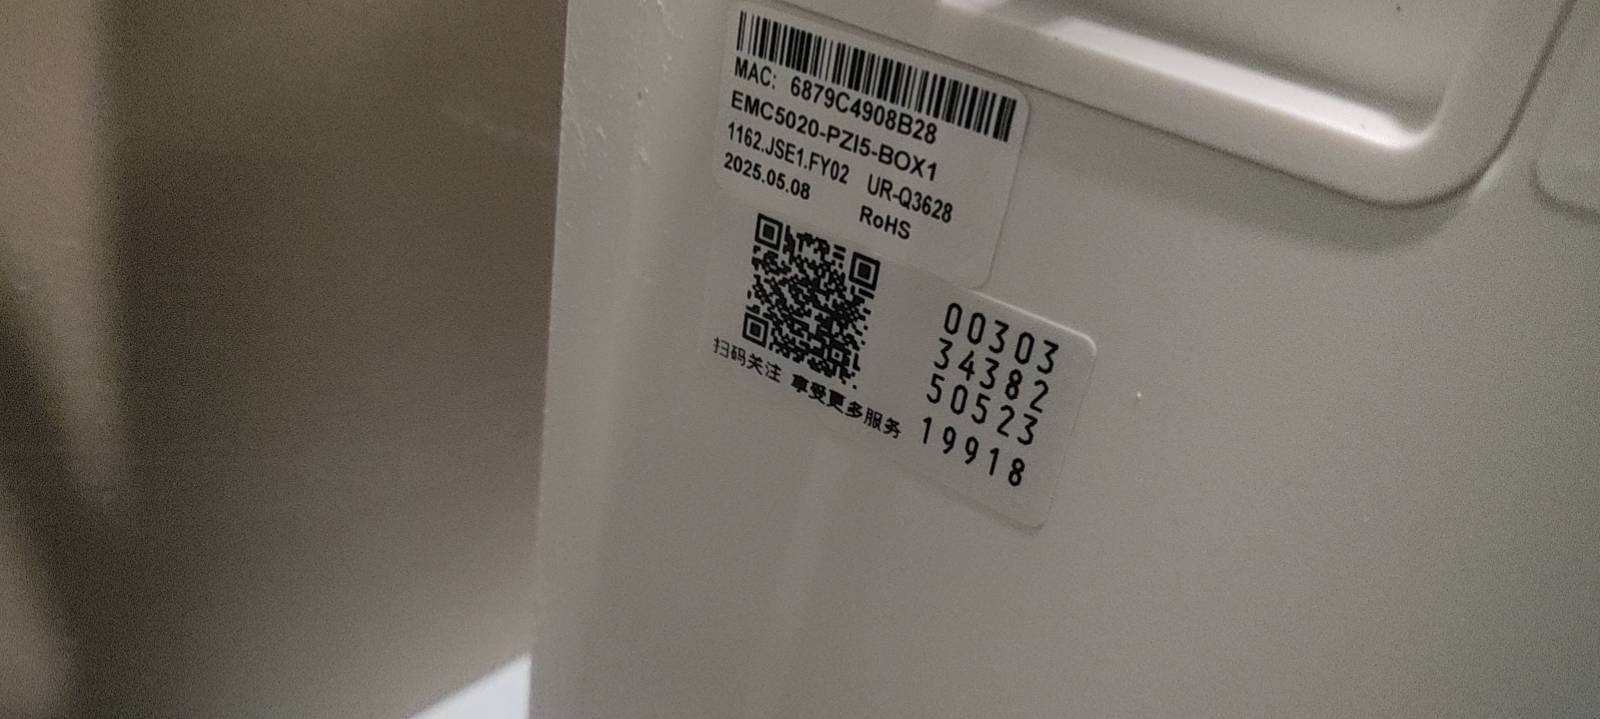 MAC: 6879C4908B28
EMC5020-PZI5-BOX1
1162.JSE1.FY02 UR-Q3628
2025.05.08 RoHS
00303
34382
50523
19918
扫码关注 享受更多服务